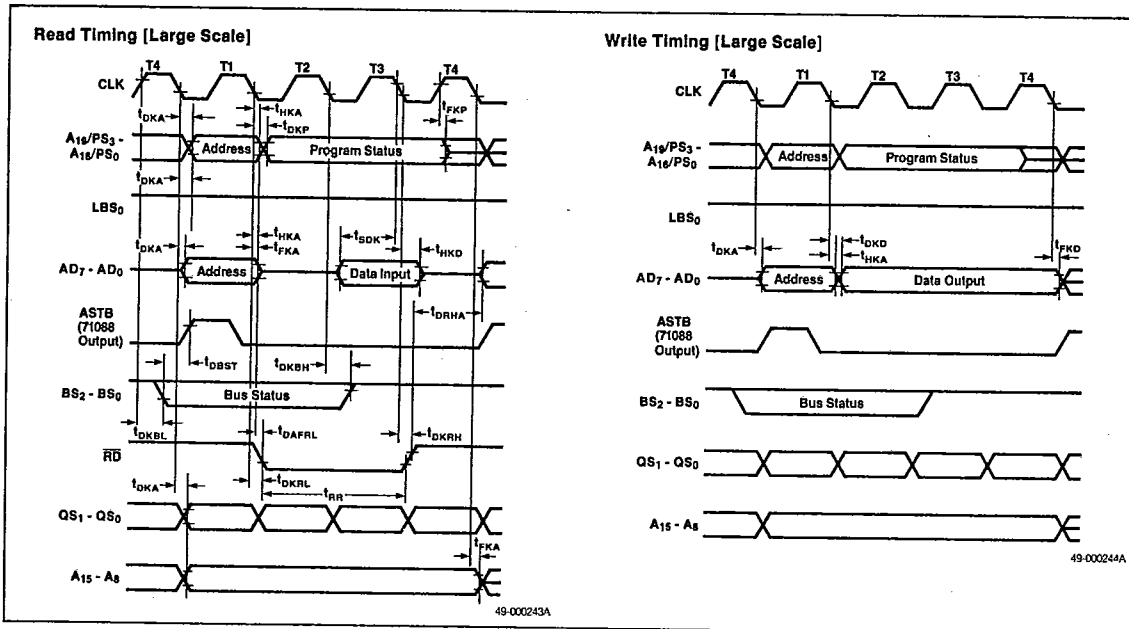 Read Timing [Large Scale]
T4 T1 T2 T3 T4
CLK
tHKA
tFKP
tDKA
tDKP
A19/PS3 -
A18/PS0
Address
Program Status
tDKA
LBS0
tDKA
tHKA
tSDK
tFKA
tHKD
AD7 - AD0
Address
Data Input
tDRHA
ASTB
(71088
Output)
tDBST
tDKBH
BS2 - BS0
Bus Status
tDKBL
tDAFRL
tDKRH
RD
tDKA
tDKRL
tRR
QS1 - QS0
tFKA
A15 - A8
49-000243A
Write Timing [Large Scale]
T4 T1 T2 T3 T4
CLK
A19/PS3 -
A16/PS0
Address
Program Status
LBS0
tDKA
tDKD
tHKA
tFKD
AD7 - AD0
Address
Data Output
ASTB
(71088
Output)
BS2 - BS0
Bus Status
QS1 - QS0
A15 - A8
49-000244A